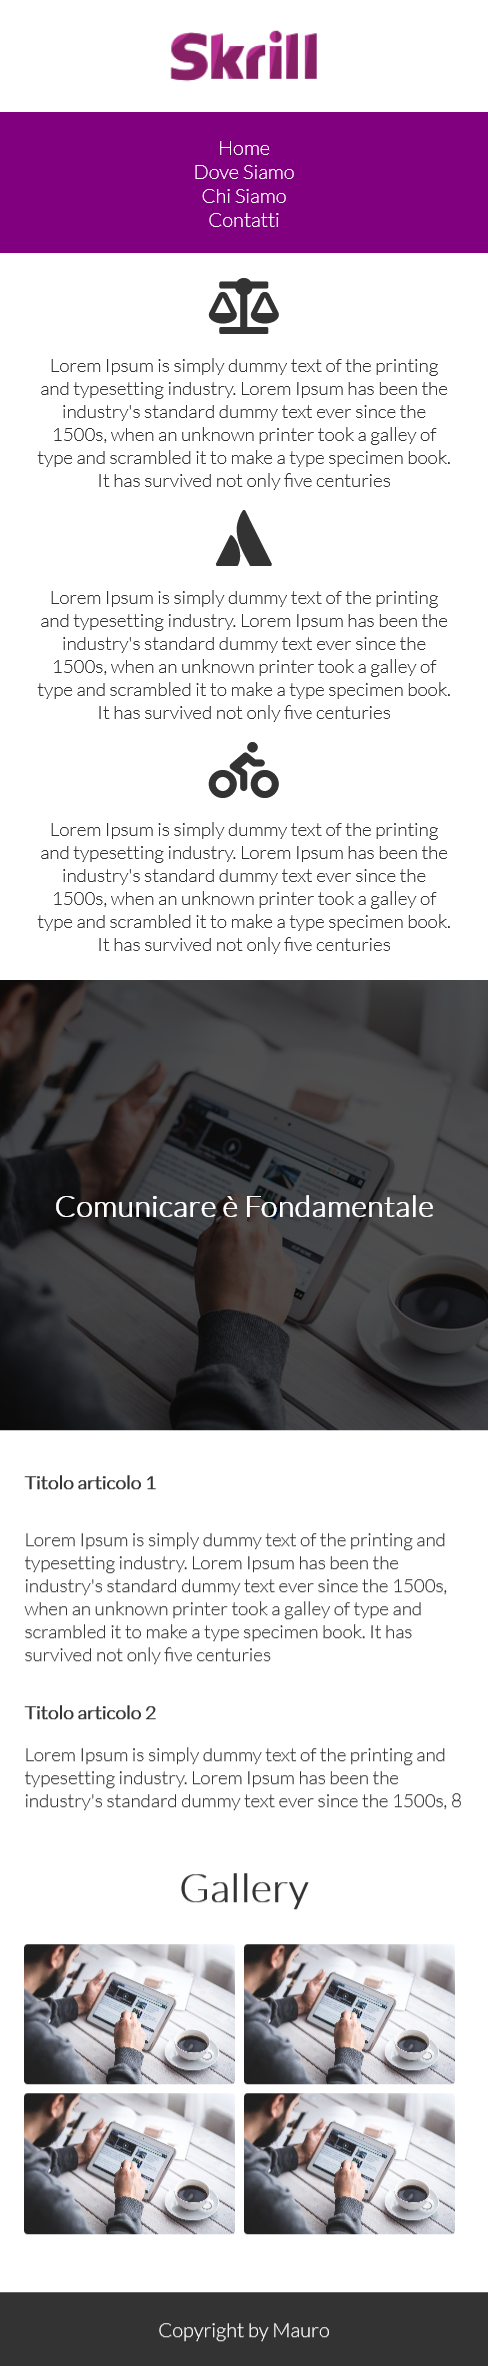 Skrill
Home
Dove Siamo
Chi Siamo
Contatti
Lorem Ipsum is simply dummy text of the printing
and typesetting industry. Lorem Ipsum has been the
industry's standard dummy text ever since the
1500s, when an unknown printer took a galley of
type and scrambled it to make a type specimen book.
It has survived not only five centuries
Lorem Ipsum is simply dummy text of the printing
and typesetting industry. Lorem Ipsum has been the
industry's standard dummy text ever since the
1500s, when an unknown printer took a galley of
type and scrambled it to make a type specimen book.
It has survived not only five centuries
Lorem Ipsum is simply dummy text of the printing
and typesetting industry. Lorem Ipsum has been the
industry's standard dummy text ever since the
1500s, when an unknown printer took a galley of
type and scrambled it to make a type specimen book.
It has survived not only five centuries
Comunicare è Fondamentale
Titolo articolo 1
Lorem Ipsum is simply dummy text of the printing and
typesetting industry. Lorem Ipsum has been the
industry's standard dummy text ever since the 1500s,
when an unknown printer took a galley of type and
scrambled it to make a type specimen book. It has
survived not only five centuries
Titolo articolo 2
Lorem Ipsum is simply dummy text of the printing and
typesetting industry. Lorem Ipsum has been the
industry's standard dummy text ever since the 1500s, 8
Gallery
Copyright by Mauro